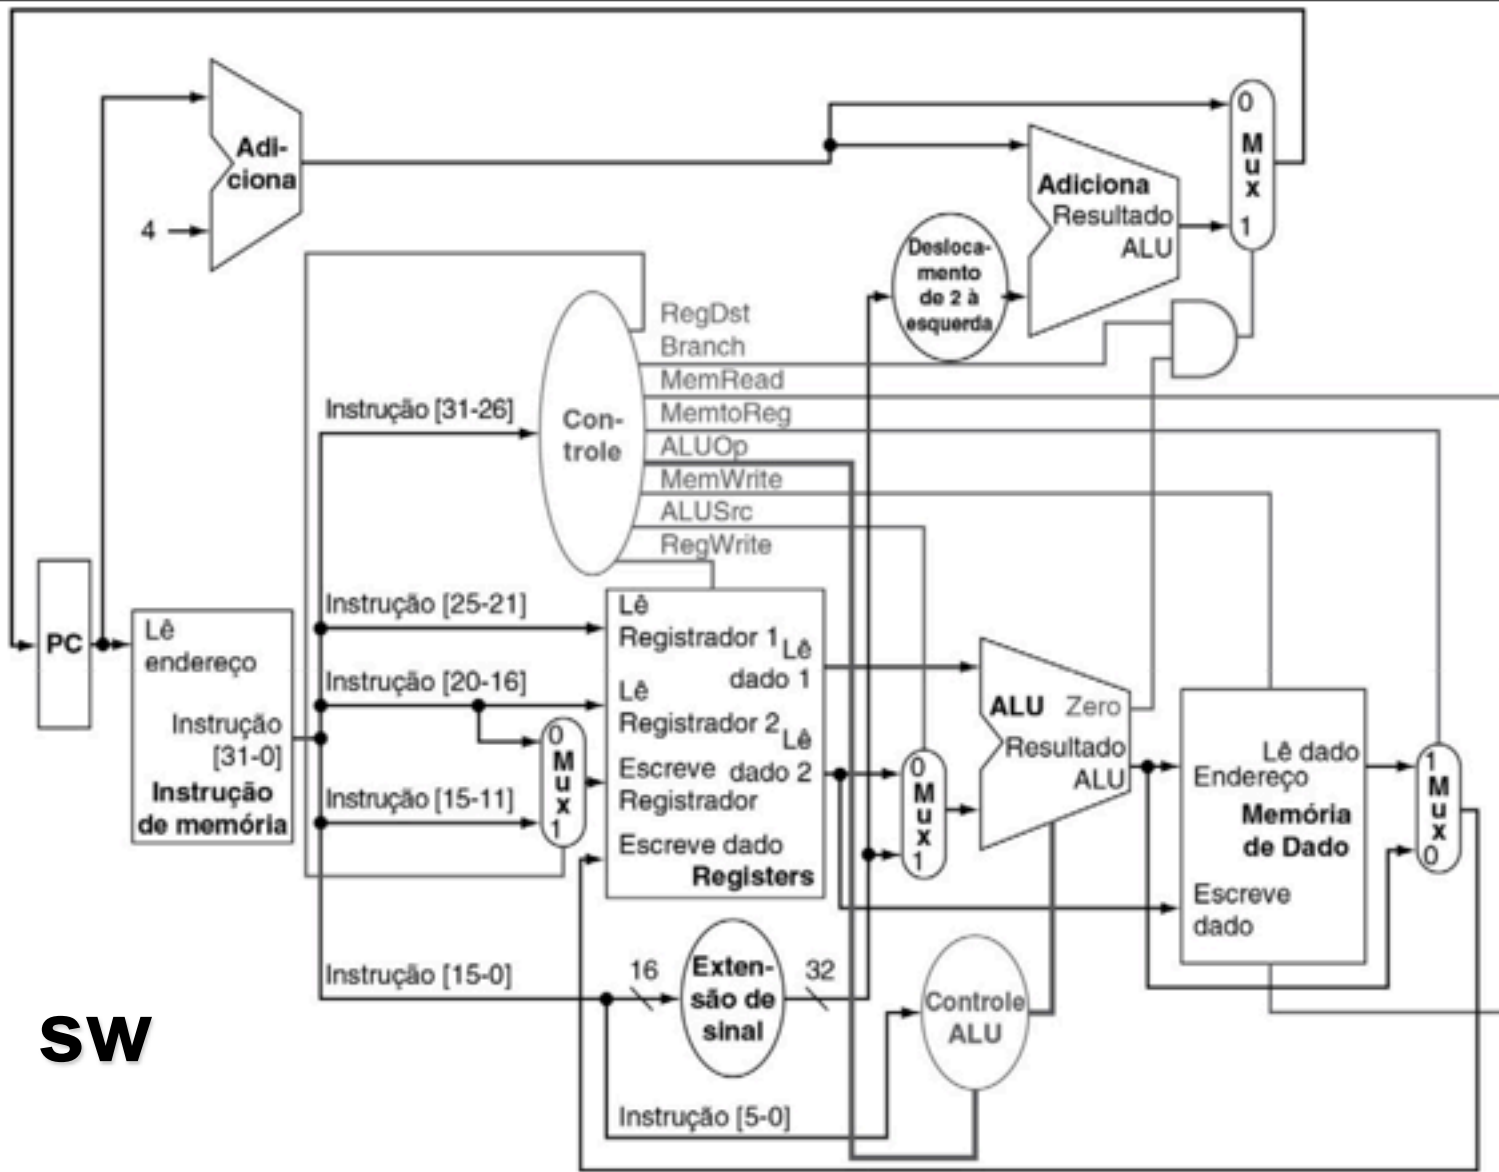 0
M
u
x
1
Adi-
ciona
4
Adiciona
Resultado
ALU
Desloca-
mento
de 2 à
esquerda
RegDst
Branch
MemRead
MemtoReg
ALUOp
MemWrite
ALUSrc
RegWrite
Con-
trole
Instrução [31-26]
Instrução [25-21]
Instrução [20-16]
Instrução [15-11]
Instrução [15-0]
Instrução [5-0]
PC
Lê
endereço
Instrução
[31-0]
Instrução
de memória
0
M
u
x
1
Lê
Registrador 1
Lê
dado 1
Lê
Registrador 2
Lê
dado 2
Escreve
Registrador
Escreve dado
Registers
0
M
u
x
1
ALU
Zero
Resultado
ALU
Lê dado
Endereço
Memória
de Dado
Escreve
dado
1
M
u
x
0
16
Exten-
são de
sinal
32
Controle
ALU
sw